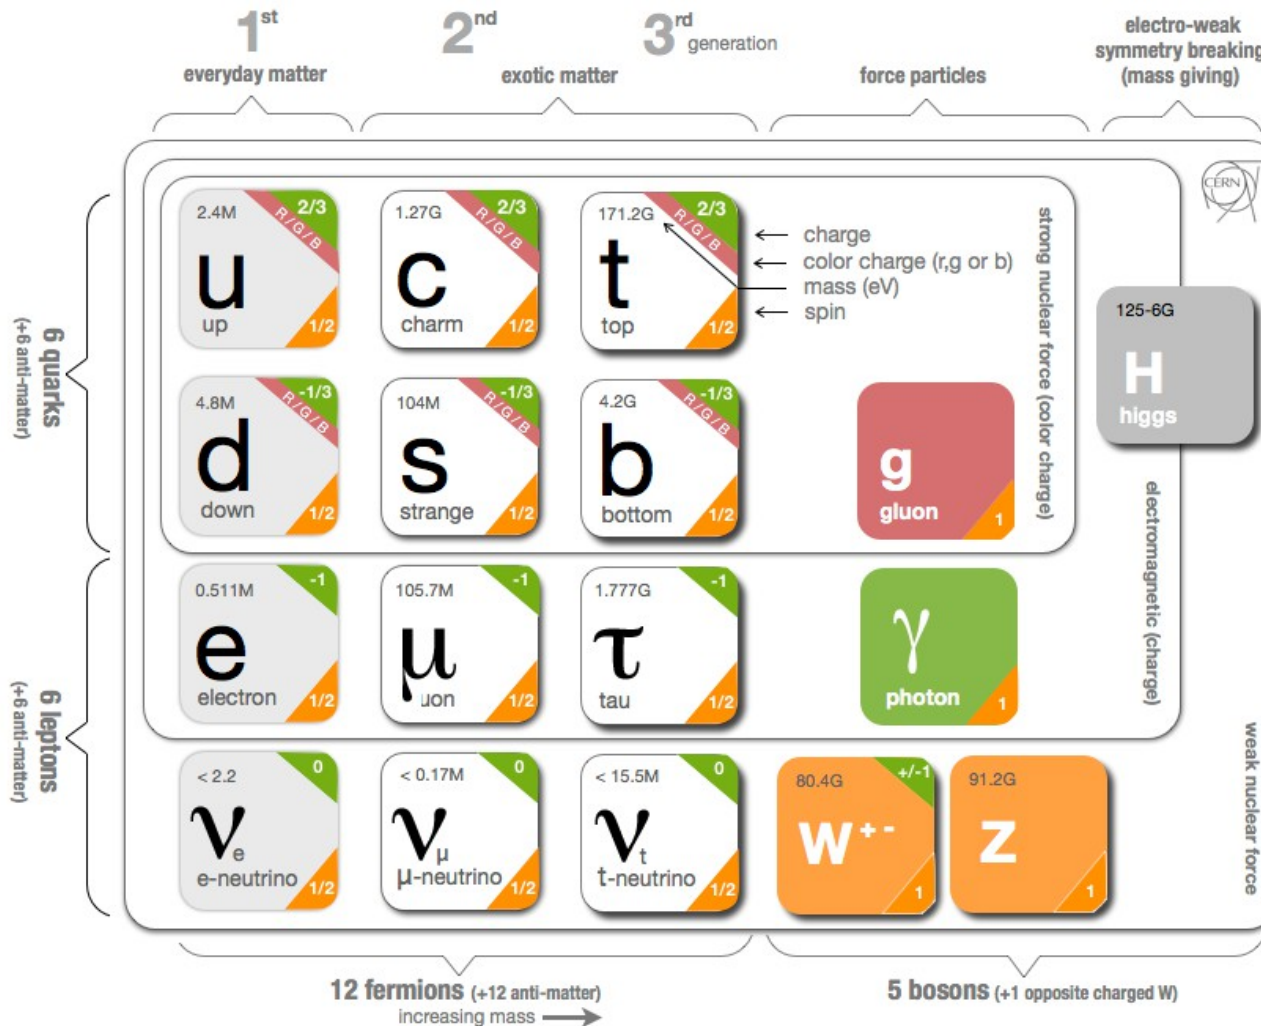 1st
2nd
3rd generation
everyday matter
exotic matter
force particles
electro-weak
symmetry breaking
(mass giving)
CERN
6 quarks
(+6 anti-matter)
2.4M
2/3
R/G/B
u
up
1/2
1.27G
2/3
R/G/B
c
charm
1/2
171.2G
2/3
R/G/B
t
top
1/2
charge
color charge (r,g or b)
mass (eV)
spin
strong nuclear force (color charge)
125-6G
H
higgs
4.8M
-1/3
R/G/B
d
down
1/2
104M
-1/3
R/G/B
s
strange
1/2
4.2G
-1/3
R/G/B
b
bottom
1/2
g
gluon
1
electromagnetic (charge)
6 leptons
(+6 anti-matter)
0.511M
-1
e
electron
1/2
105.7M
-1
μ
uon
1/2
1.777G
-1
τ
tau
1/2
γ
photon
1
weak nuclear force
< 2.2
0
νe
e-neutrino
1/2
< 0.17M
0
νμ
μ-neutrino
1/2
< 15.5M
0
νt
t-neutrino
1/2
80.4G
+/-1
W+-
1
91.2G
Z
1
12 fermions (+12 anti-matter)
increasing mass
5 bosons (+1 opposite charged W)